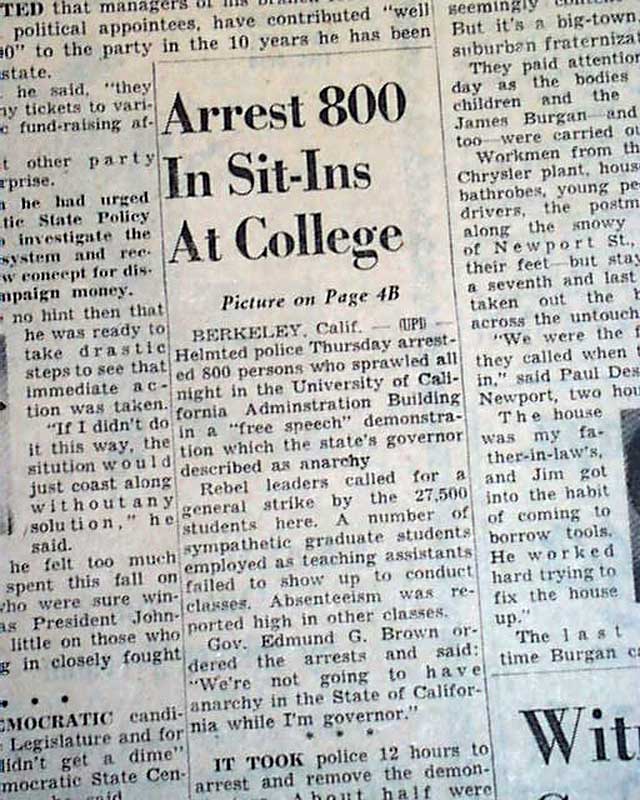 TED that managers of his branch
political appointees, have contributed "well
0" to the party in the 10 years he has been
state.
he said, "they
ny tickets to vari-
c fund-raising af-
t other party
rprise.
n he had urged
tic State Policy
o investigate the
system and rec-
w concept for dis-
mpaign money.
no hint then that
he was ready to
take drastic
steps to see that
immediate ac-
tion was taken.
"If I didn't do
it this way, the
situtition would
just coast along
without any
solution," he
said.
he felt too much
spent this fall on
who were sure win-
as President John-
little on those who
g in closely fought
• • •
EMOCRATIC candi-
Legislature and for
didn't get a dime"
mocratic State Cen-
he said.
Arrest 800
In Sit-Ins
At College
Picture on Page 4B
BERKELEY, Calif. — (UPI) —
Helmted police Thursday arrest-
ed 800 persons who sprawled all
night in the University of Cali-
fornia Adminstration Building
in a "free speech" demonstra-
tion which the state's governor
described as anarchy
Rebel leaders called for a
general strike by the 27,500
students here. A number of
sympathetic graduate students
employed as teaching assistants
failed to show up to conduct
classes. Absenteeism was re-
ported high in other classes.
Gov. Edmund G. Brown or-
dered the arrests and said:
"We're not going to have
anarchy in the State of Califor-
nia while I'm governor."
* * *
IT TOOK police 12 hours to
arrest and remove the demon-
About half were
seemingly
But it's a big-town
suburban fraternizat
They paid attention
day as the bodies
children and the
James Burgan—and
too—were carried o
Workmen from th
Chrysler plant, hous
bathrobes, young pe
drivers, the postm
along the snowy
of Newport St.,
their feet—but stay
a seventh and last
taken out the b
across the untouch
"We were the f
they called when
in," said Paul Des
Newport, two hou
The house
was my fa-
ther-in-law's,
and Jim got
into the habit
of coming to
borrow tools.
He worked
hard trying to
fix the house
up."
The last
time Burgan ca
Witn